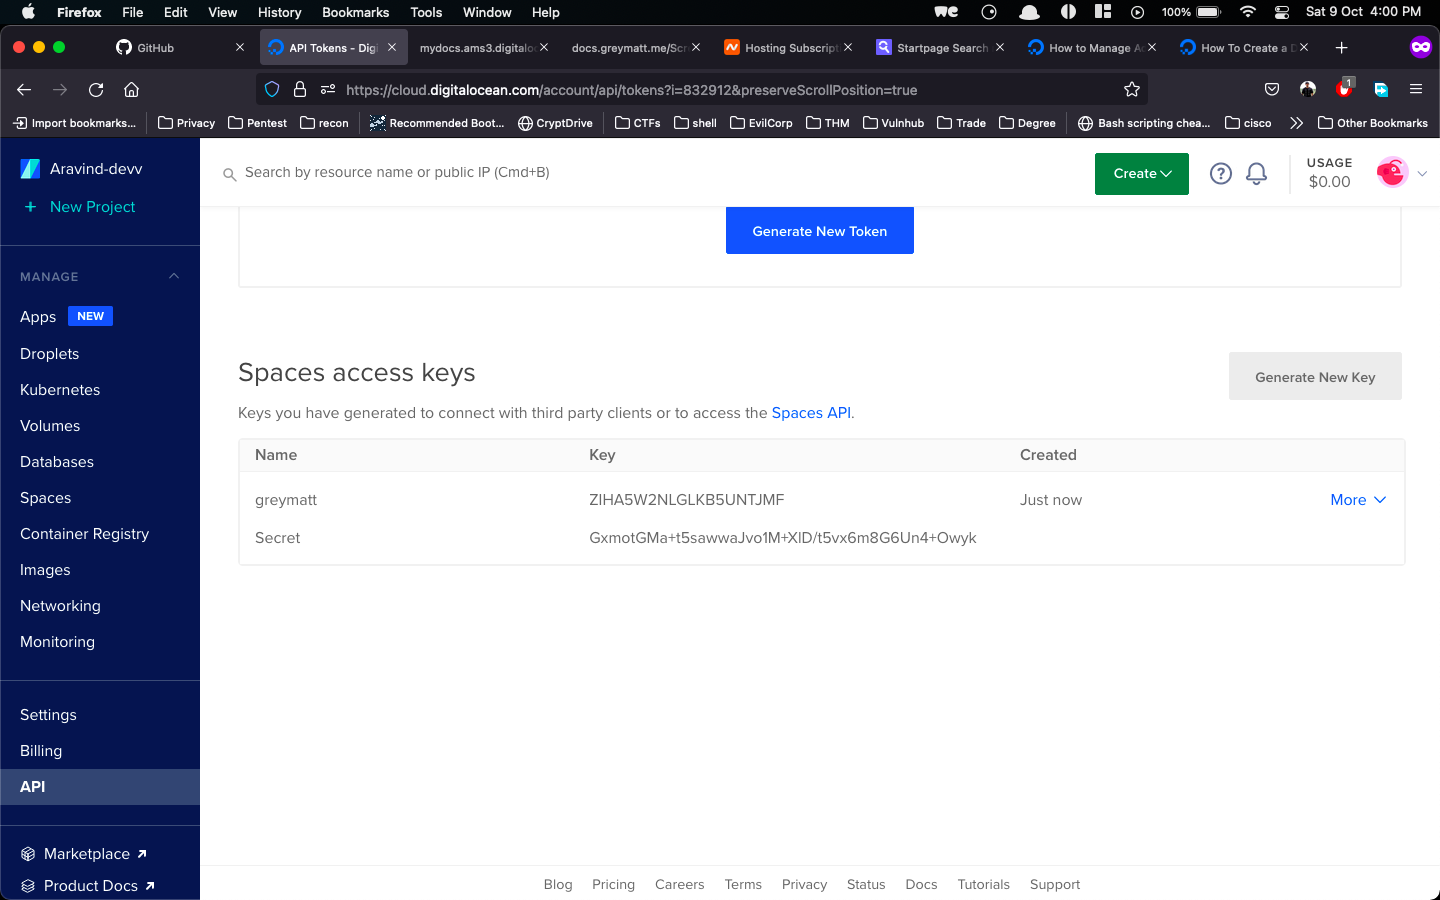 Firefox File Edit View History Bookmarks Tools Window Help 100% Sat 9 Oct 4:00 PM
GitHub API Tokens - Digi mydocs.ams3.digitaloc docs.greymatt.me/Scr Hosting Subscript Startpage Search How to Manage Ac How To Create a D
https://cloud.digitalocean.com/account/api/tokens?i=832912&preserveScrollPosition=true 1
Import bookmarks... Privacy Pentest recon Recommended Boot... CryptDrive CTFs shell EvilCorp THM Vulnhub Trade Degree Bash scripting chea... cisco Other Bookmarks
Aravind-devv
+ New Project
Search by resource name or public IP (Cmd+B)
Create
USAGE
$0.00
MANAGE
Apps NEW
Droplets
Kubernetes
Volumes
Databases
Spaces
Container Registry
Images
Networking
Monitoring
Settings
Billing
API
Marketplace
Product Docs
Generate New Token
Spaces access keys
Generate New Key
Keys you have generated to connect with third party clients or to access the Spaces API.
Name Key Created
greymatt ZIHA5W2NLGLKB5UNTJMF Just now More
Secret GxmotGMa+t5sawwaJvo1M+XlD/t5vx6m8G6Un4+Owyk
Blog Pricing Careers Terms Privacy Status Docs Tutorials Support